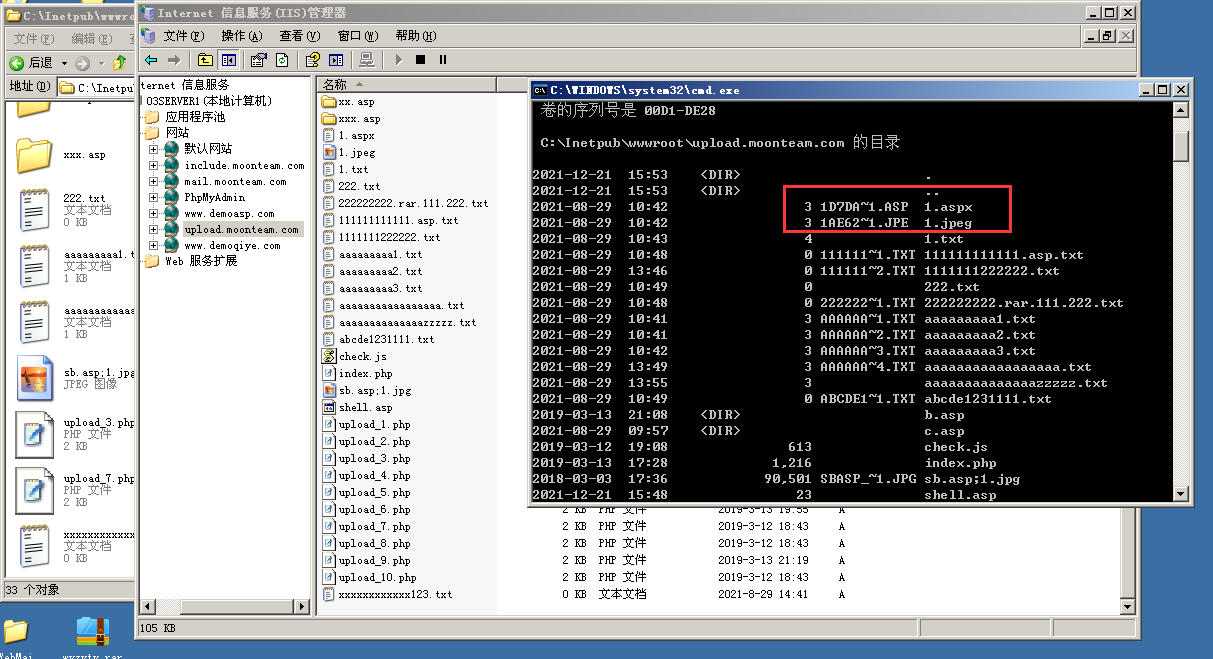 C:\Inetpub\wwwro
文件(F) 编辑(E)
后退
地址(D) C:\Inetpu
xxx.asp
222.txt
文本文档
0 KB
aaaaaaaaa1.t
文本文档
1 KB
aaaaaaaaaaaa
文本文档
1 KB
sb.asp;1.jpg
JPEG 图像
upload_3.php
PHP 文件
2 KB
upload_7.php
PHP 文件
2 KB
xxxxxxxxxxxx
文本文档
0 KB
33 个对象
WebMai
wyzytv.rar
Internet 信息服务(IIS)管理器
文件(F) 操作(A) 查看(V) 窗口(W) 帮助(H)
ternet 信息服务
03SERVER1(本地计算机)
应用程序池
网站
默认网站
include.moonteam.com
mail.moonteam.com
PhpMyAdmin
www.demoasp.com
upload.moonteam.com
www.demoqiye.com
Web 服务扩展
名称
xx.asp
xxx.asp
1.aspx
1.jpeg
1.txt
222.txt
222222222.rar.111.222.txt
111111111111.asp.txt
1111111222222.txt
aaaaaaaaa1.txt
aaaaaaaaa2.txt
aaaaaaaaa3.txt
aaaaaaaaaaaaaaaaa.txt
aaaaaaaaaaaaaazzzzz.txt
abcde1231111.txt
check.js
index.php
sb.asp;1.jpg
shell.asp
upload_1.php
upload_2.php
upload_3.php
upload_4.php
upload_5.php
upload_6.php 2 KB PHP 文件 2019-3-13 19:55 A
upload_7.php 2 KB PHP 文件 2019-3-12 18:43 A
upload_8.php 2 KB PHP 文件 2019-3-12 18:43 A
upload_9.php 2 KB PHP 文件 2019-3-13 21:19 A
upload_10.php 2 KB PHP 文件 2019-3-12 18:43 A
xxxxxxxxxxxx123.txt 0 KB 文本文档 2021-8-29 14:41 A
105 KB
C:\WINDOWS\system32\cmd.exe
卷的序列号是 00D1-DE28
C:\Inetpub\wwwroot\upload.moonteam.com 的目录
2021-12-21 15:53 <DIR> .
2021-12-21 15:53 <DIR> ..
2021-08-29 10:42 3 1D7DA~1.ASP 1.aspx
2021-08-29 10:42 3 1AE62~1.JPE 1.jpeg
2021-08-29 10:43 4 1.txt
2021-08-29 10:48 0 111111~1.TXT 111111111111.asp.txt
2021-08-29 13:46 0 111111~2.TXT 1111111222222.txt
2021-08-29 10:49 0 222.txt
2021-08-29 10:48 0 222222~1.TXT 222222222.rar.111.222.txt
2021-08-29 10:41 3 AAAAAA~1.TXT aaaaaaaaa1.txt
2021-08-29 10:41 3 AAAAAA~2.TXT aaaaaaaaa2.txt
2021-08-29 10:42 3 AAAAAA~3.TXT aaaaaaaaa3.txt
2021-08-29 13:49 3 AAAAAA~4.TXT aaaaaaaaaaaaaaaaa.txt
2021-08-29 13:55 3 aaaaaaaaaaaaaazzzzz.txt
2021-08-29 10:49 0 ABCDE1~1.TXT abcde1231111.txt
2019-03-13 21:08 <DIR> b.asp
2021-08-29 09:57 <DIR> c.asp
2019-03-12 19:08 613 check.js
2019-03-13 17:28 1,216 index.php
2018-03-03 17:36 90,501 SBASP_~1.JPG sb.asp;1.jpg
2021-12-21 15:48 23 shell.asp